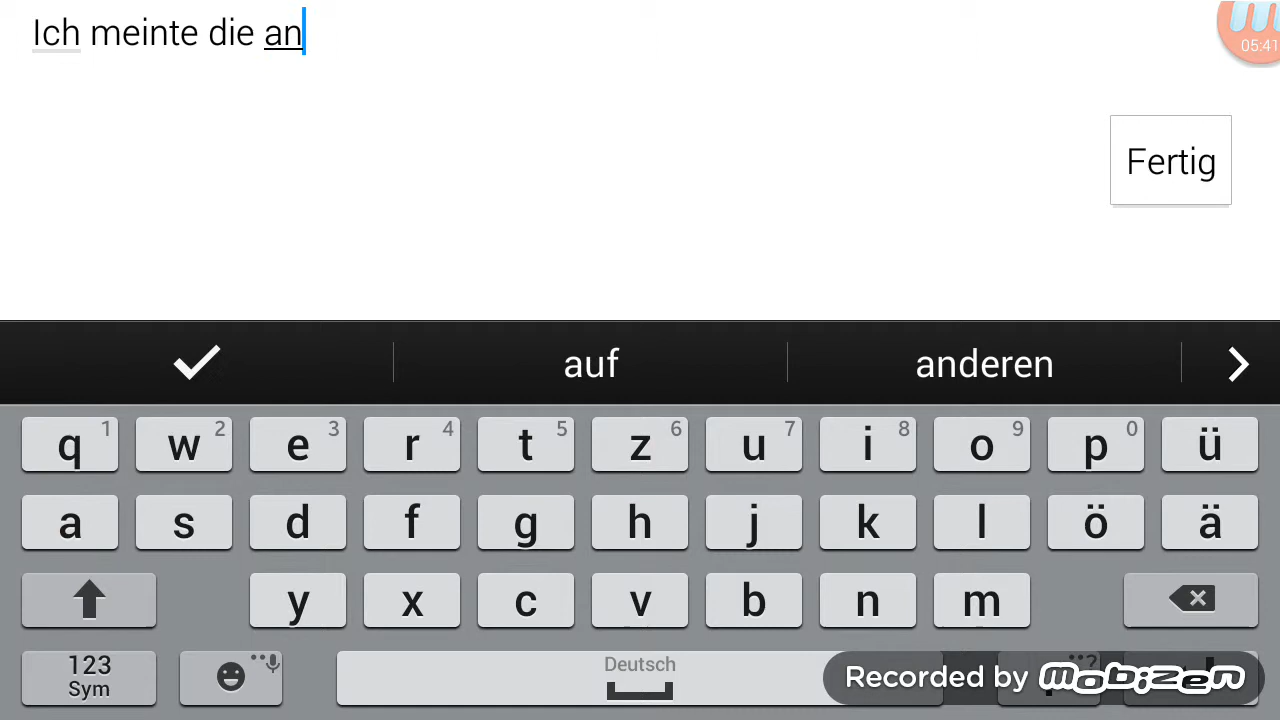 Ich meinte die an
05:41
Fertig
auf anderen
q 1 w 2 e 3 r 4 t 5 z 6 u 7 i 8 o 9 p 0 ü
a s d f g h j k l ö ä
y x c v b n m
123
Sym
Deutsch
Recorded by mobizen